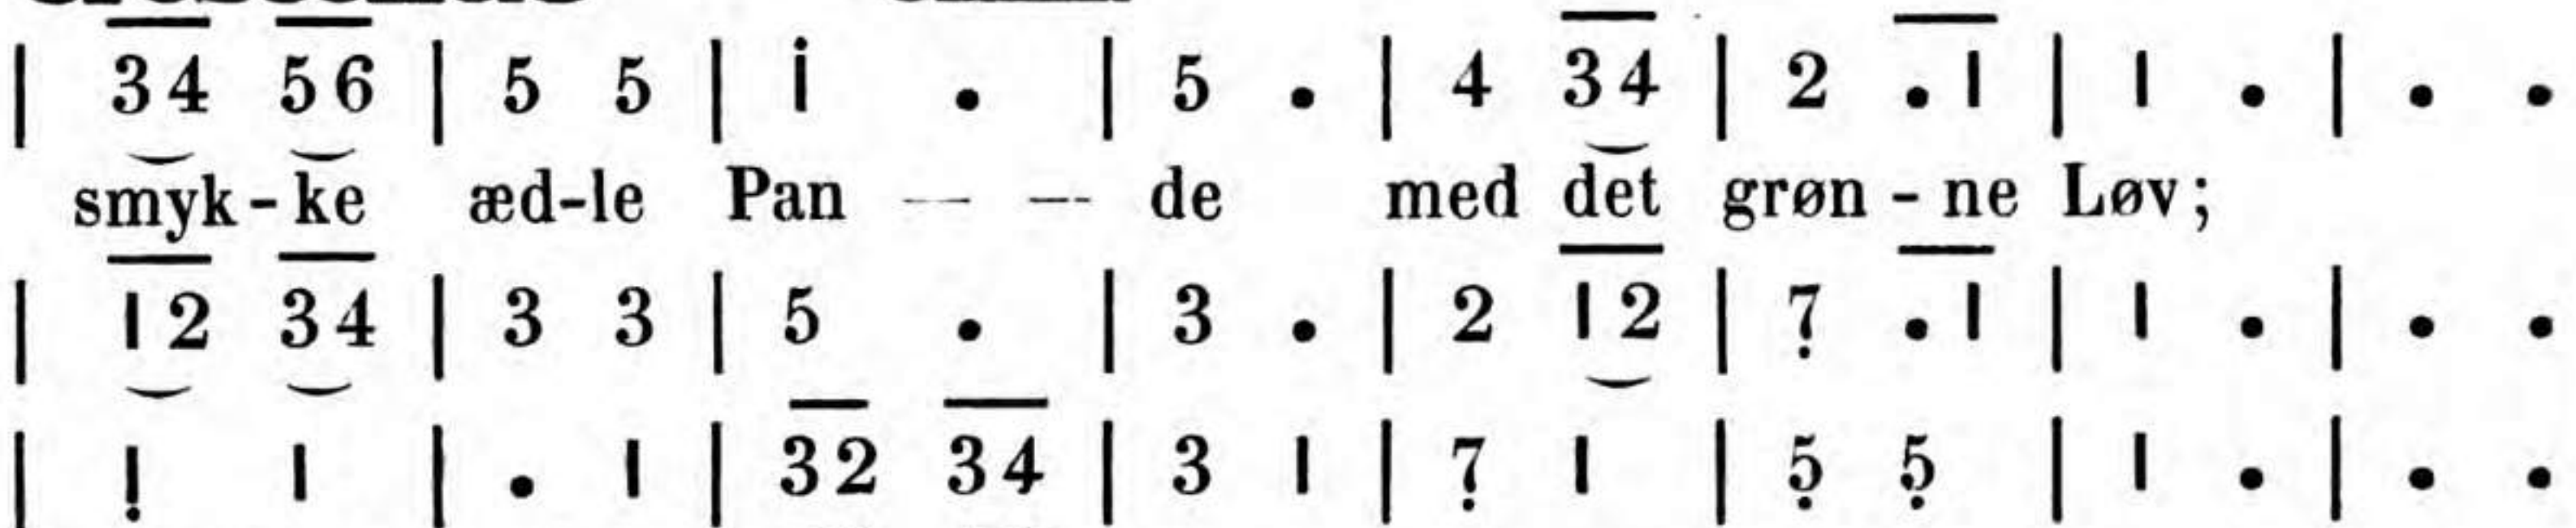 | 34 56 | 5 5 | i • | 5 • | 4 34 | 2 • 1 | 1 • | • •
smyk-ke æd-le Pan — — de med det grøn-ne Løv;
| 12 34 | 3 3 | 5 • | 3 • | 2 12 | 7̣ • 1 | 1 • | • •
| 1̣ 1 | • 1 | 32 34 | 3 1 | 7̣ 1 | 5̣ 5̣ | 1 • | • •